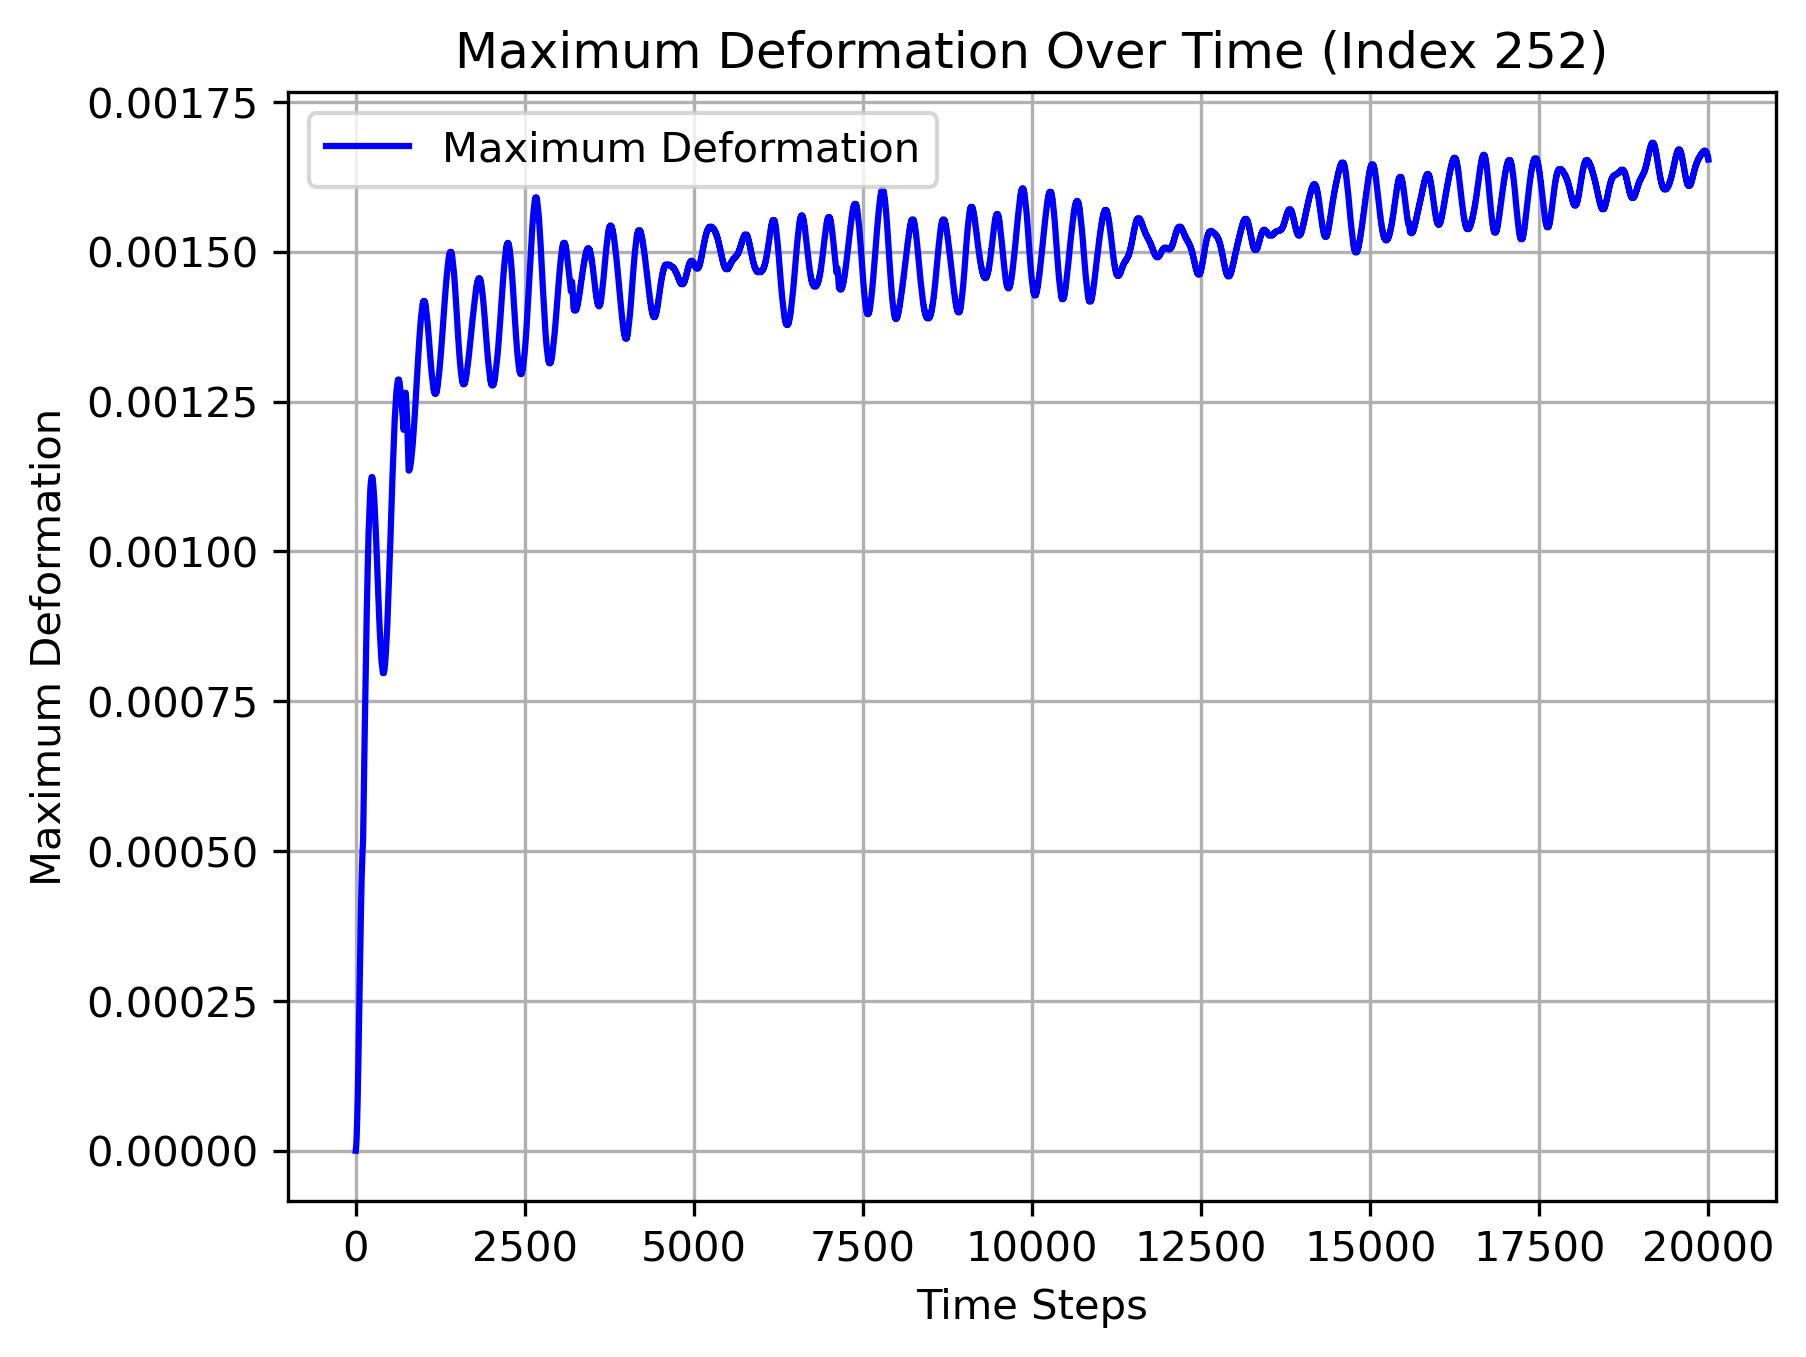 Maximum Deformation Over Time (Index 252)
Maximum Deformation
Maximum Deformation
0.00175
0.00150
0.00125
0.00100
0.00075
0.00050
0.00025
0.00000
0 2500 5000 7500 10000 12500 15000 17500 20000
Time Steps